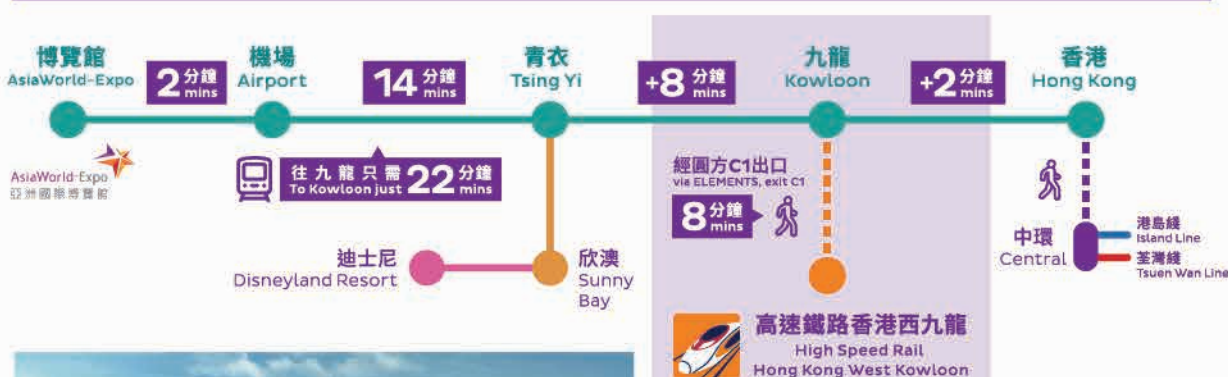 博覽館
AsiaWorld-Expo
2分鐘
mins
機場
Airport
14分鐘
mins
青衣
Tsing Yi
+8分鐘
mins
九龍
Kowloon
+2分鐘
mins
香港
Hong Kong
AsiaWorld-Expo
亞洲國際博覽館
往九龍只需22分鐘
To Kowloon just mins
經圓方C1出口
via ELEMENTS, exit C1
8分鐘
mins
迪士尼
Disneyland Resort
欣澳
Sunny
Bay
中環
Central
港島綫
Island Line
荃灣綫
Tsuen Wan Line
高速鐵路香港西九龍
High Speed Rail
Hong Kong West Kowloon